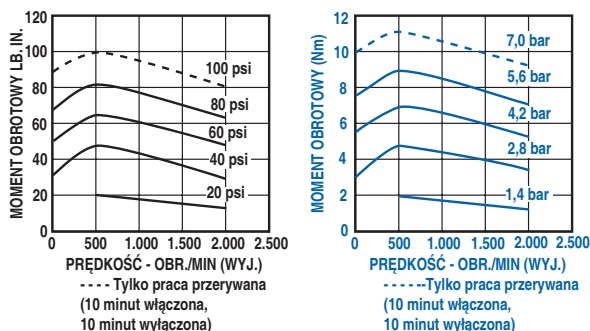 MOMENT OBROTOWY LB. IN.
120
100
80
60
40
20
0
100 psi
80 psi
60 psi
40 psi
20 psi
0 500 1.000 1.500 2.000 2.500
PRĘDKOŚĆ - OBR./MIN (WYJ.)
---- Tylko praca przerywana
(10 minut włączona,
10 minut wyłączona)
MOMENT OBROTOWY (Nm)
12
10
8
6
4
2
0
7,0 bar
5,6 bar
4,2 bar
2,8 bar
1,4 bar
0 500 1.000 1.500 2.000 2.500
PRĘDKOŚĆ - OBR./MIN (WYJ.)
-----Tylko praca przerywana
(10 minut włączona,
10 minut wyłączona)